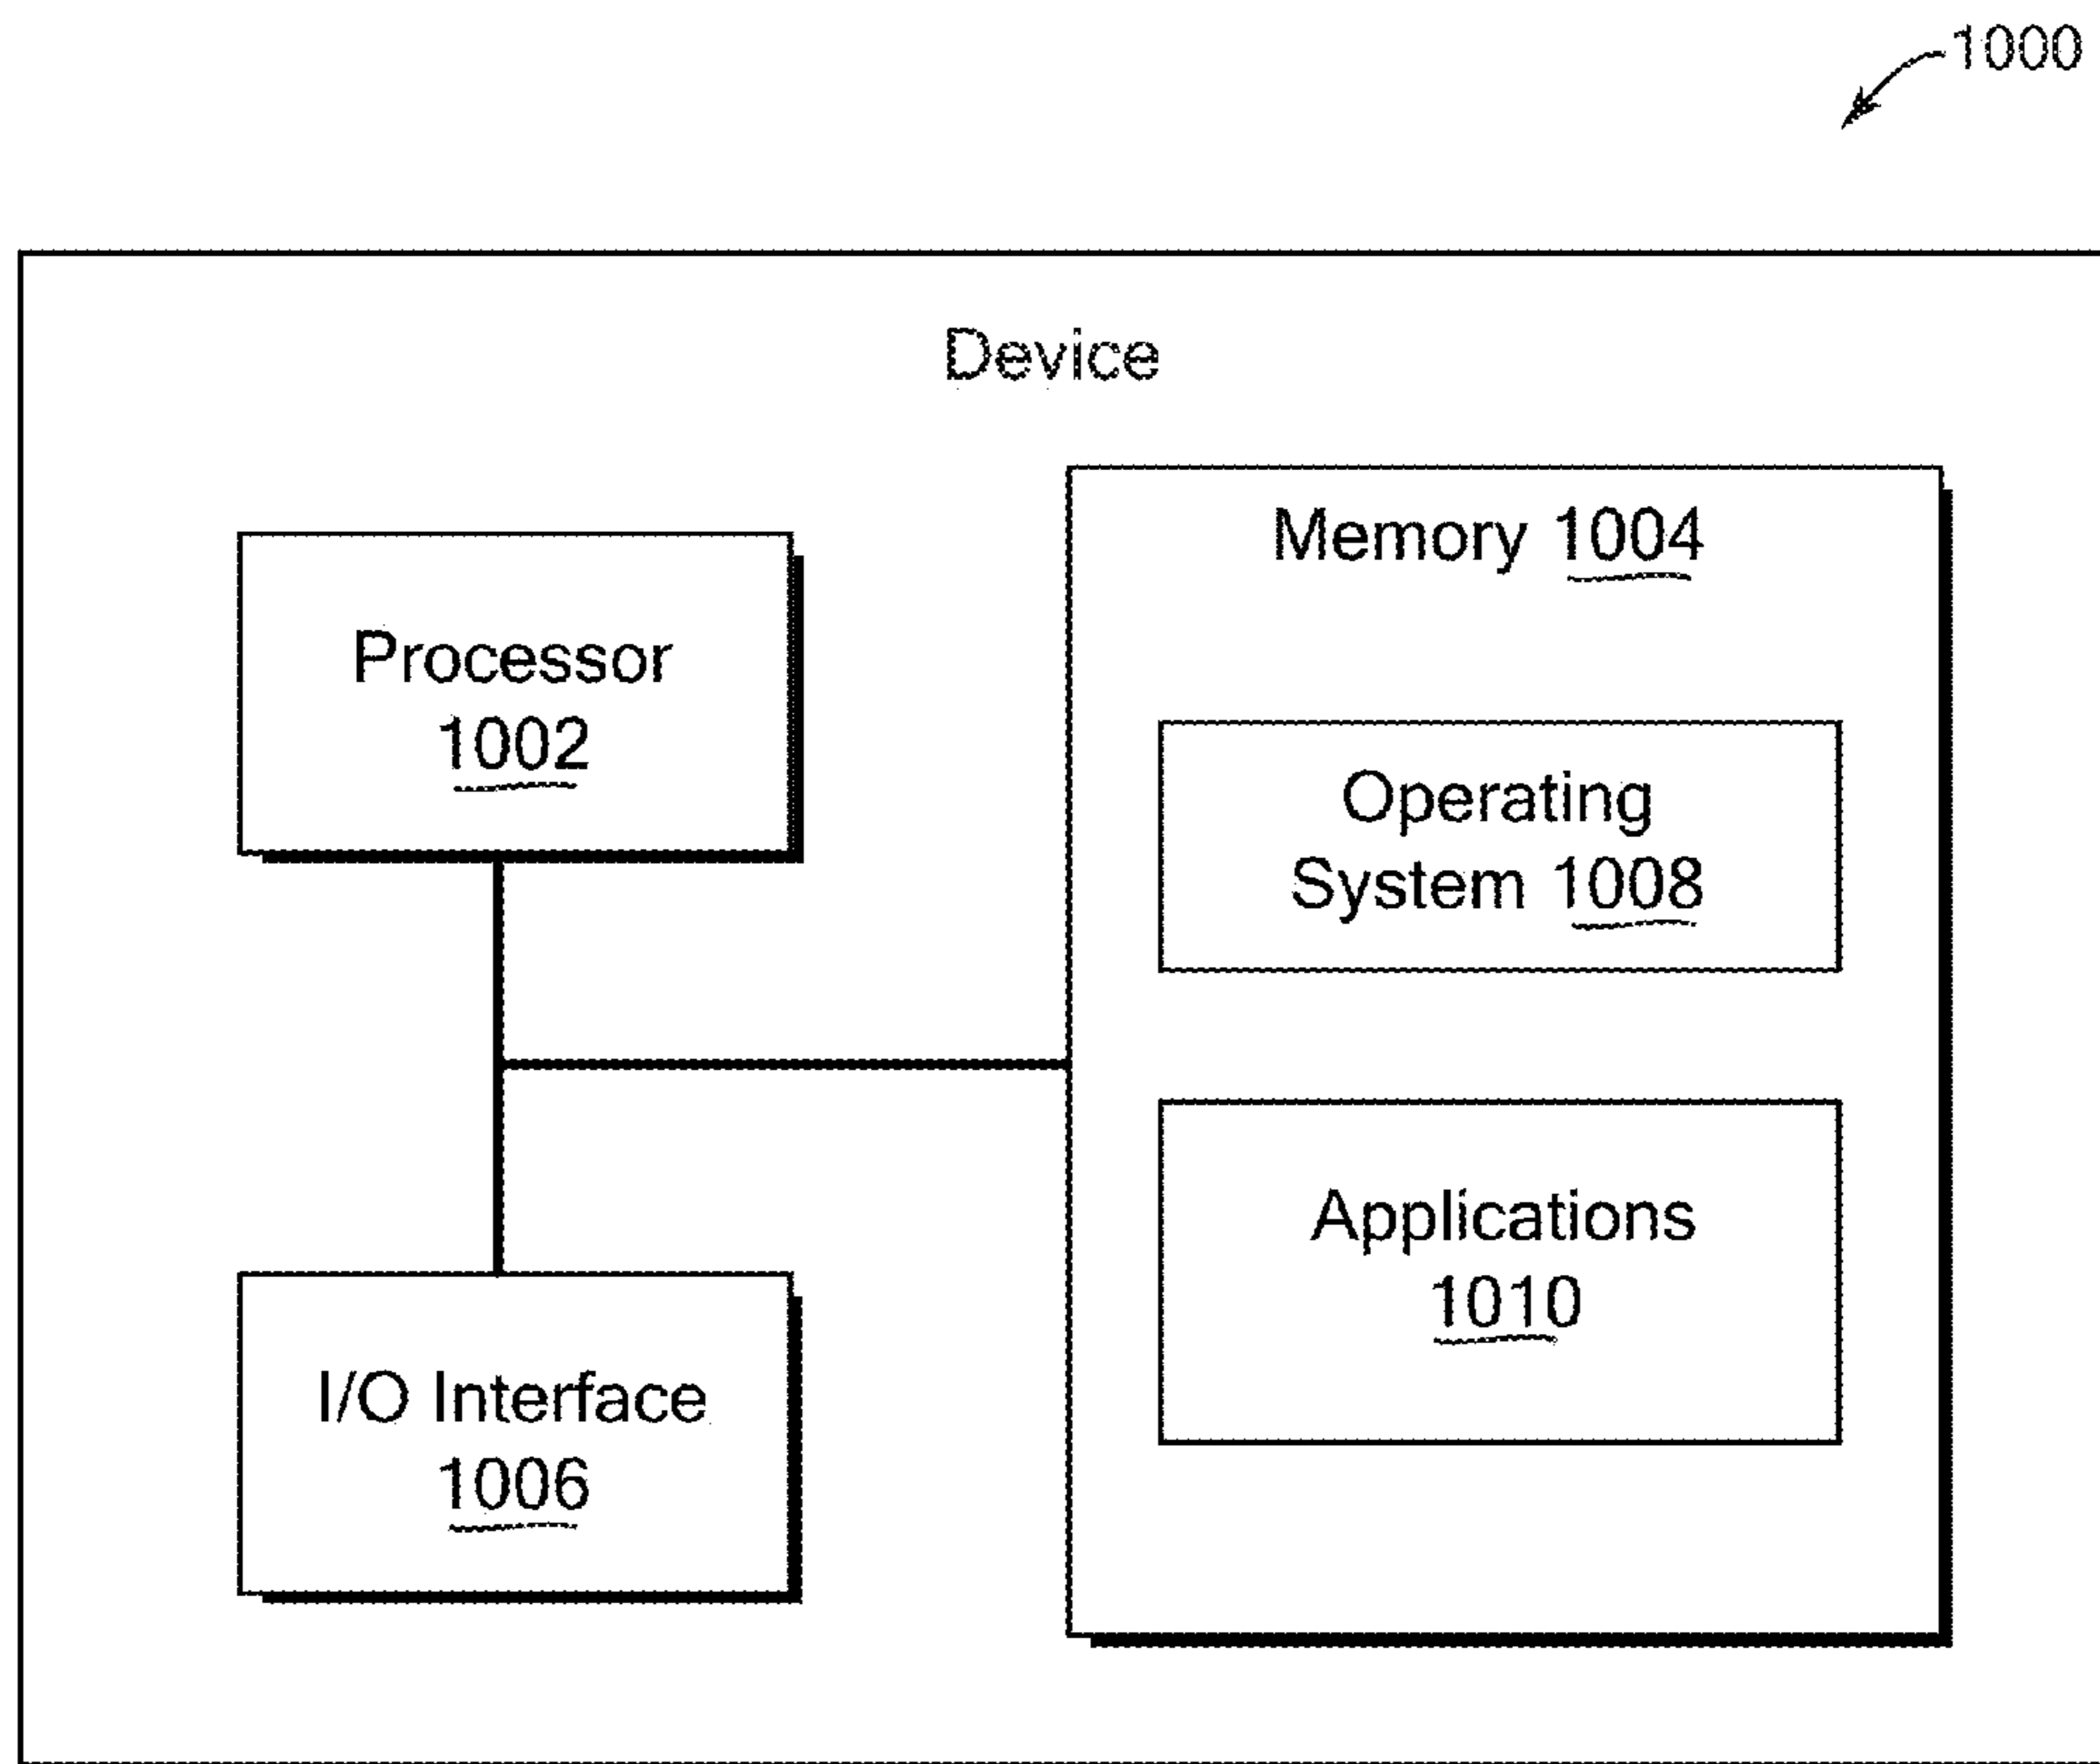 1000
Device
Processor
1002
Memory 1004
Operating
System 1008
Applications
1010
I/O Interface
1006